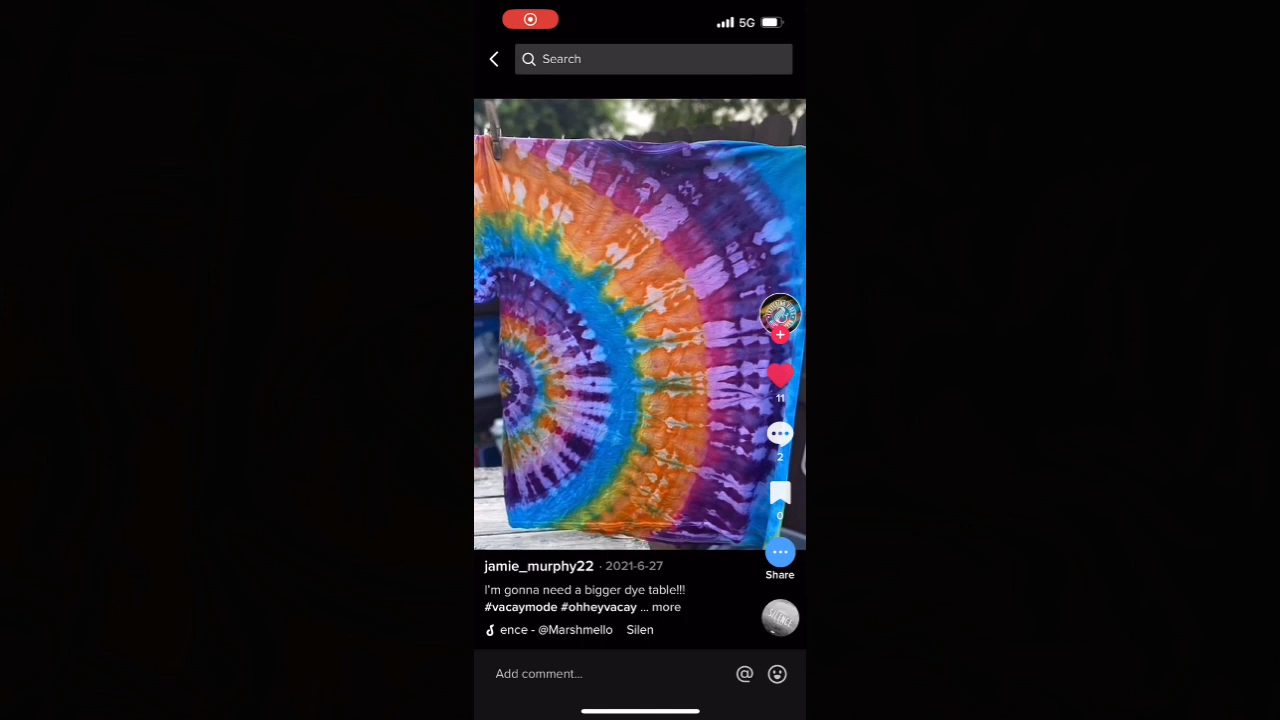 5G
Search
11
2
0
jamie_murphy22 · 2021-6-27
I'm gonna need a bigger dye table!!!
#vacaymode #ohheyvacay ... more
Share
ence - @Marshmello Silen
SILENCE
Add comment...
@